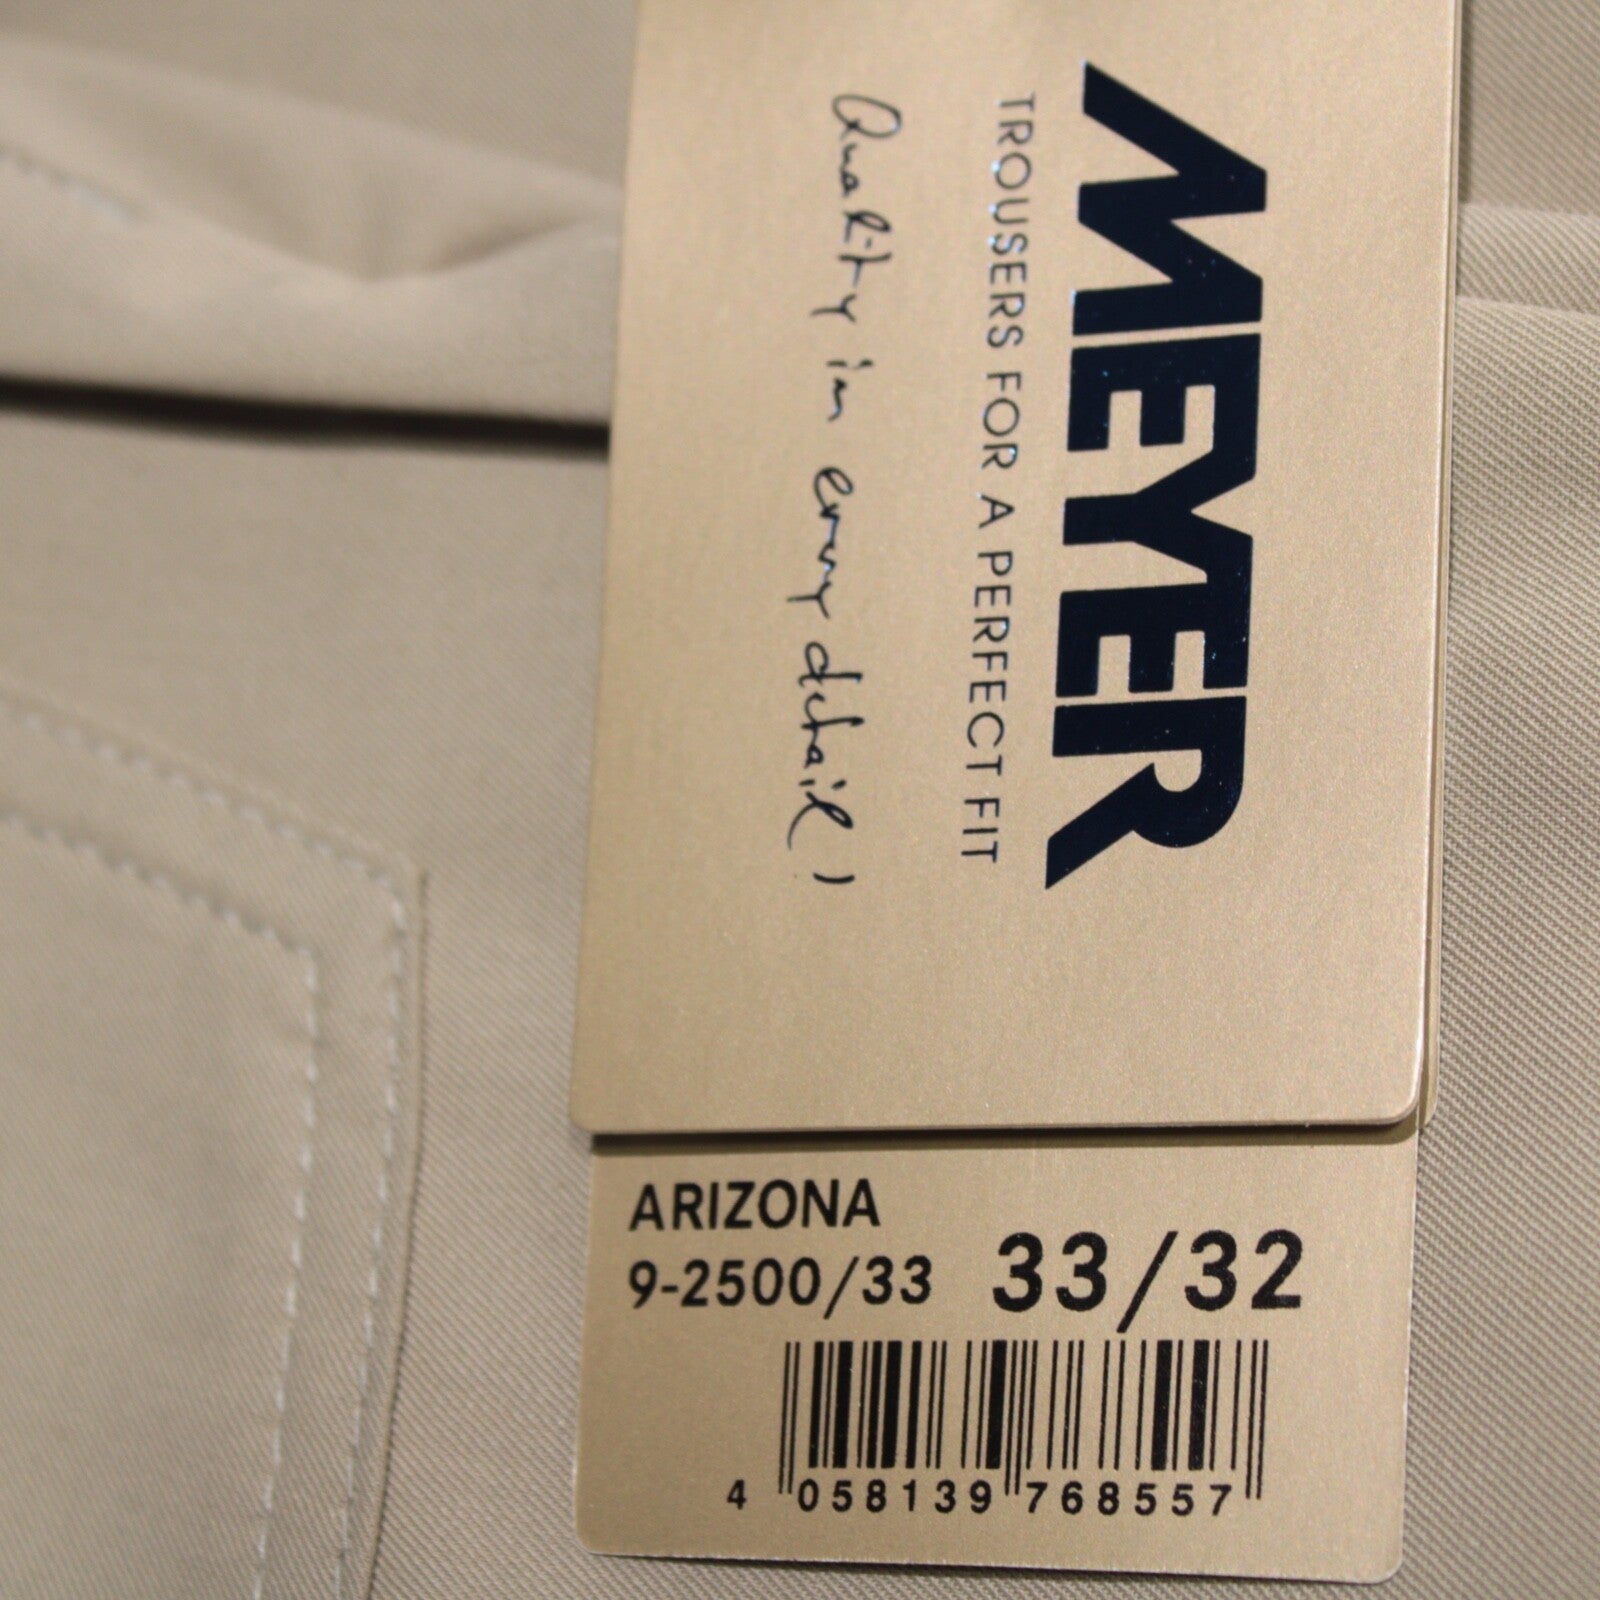 MEYER
TROUSERS FOR A PERFECT FIT
Quality in every detail!
ARIZONA
9-2500/33 33/32
4 058139 768557